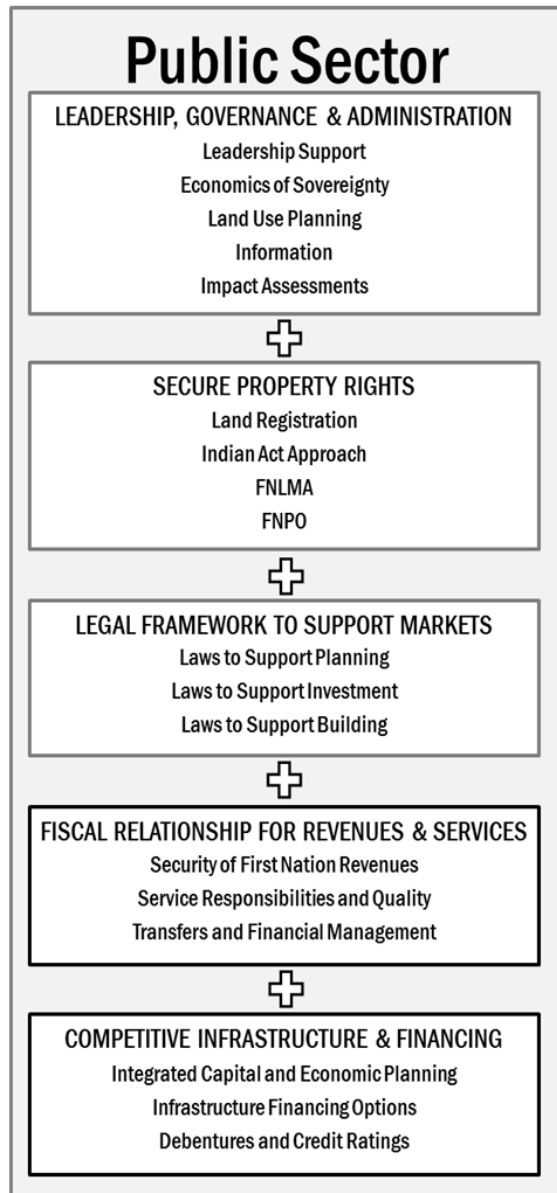 Public Sector
LEADERSHIP, GOVERNANCE & ADMINISTRATION
Leadership Support
Economics of Sovereignty
Land Use Planning
Information
Impact Assessments
SECURE PROPERTY RIGHTS
Land Registration
Indian Act Approach
FNLMA
FNPO
LEGAL FRAMEWORK TO SUPPORT MARKETS
Laws to Support Planning
Laws to Support Investment
Laws to Support Building
FISCAL RELATIONSHIP FOR REVENUES & SERVICES
Security of First Nation Revenues
Service Responsibilities and Quality
Transfers and Financial Management
COMPETITIVE INFRASTRUCTURE & FINANCING
Integrated Capital and Economic Planning
Infrastructure Financing Options
Debentures and Credit Ratings